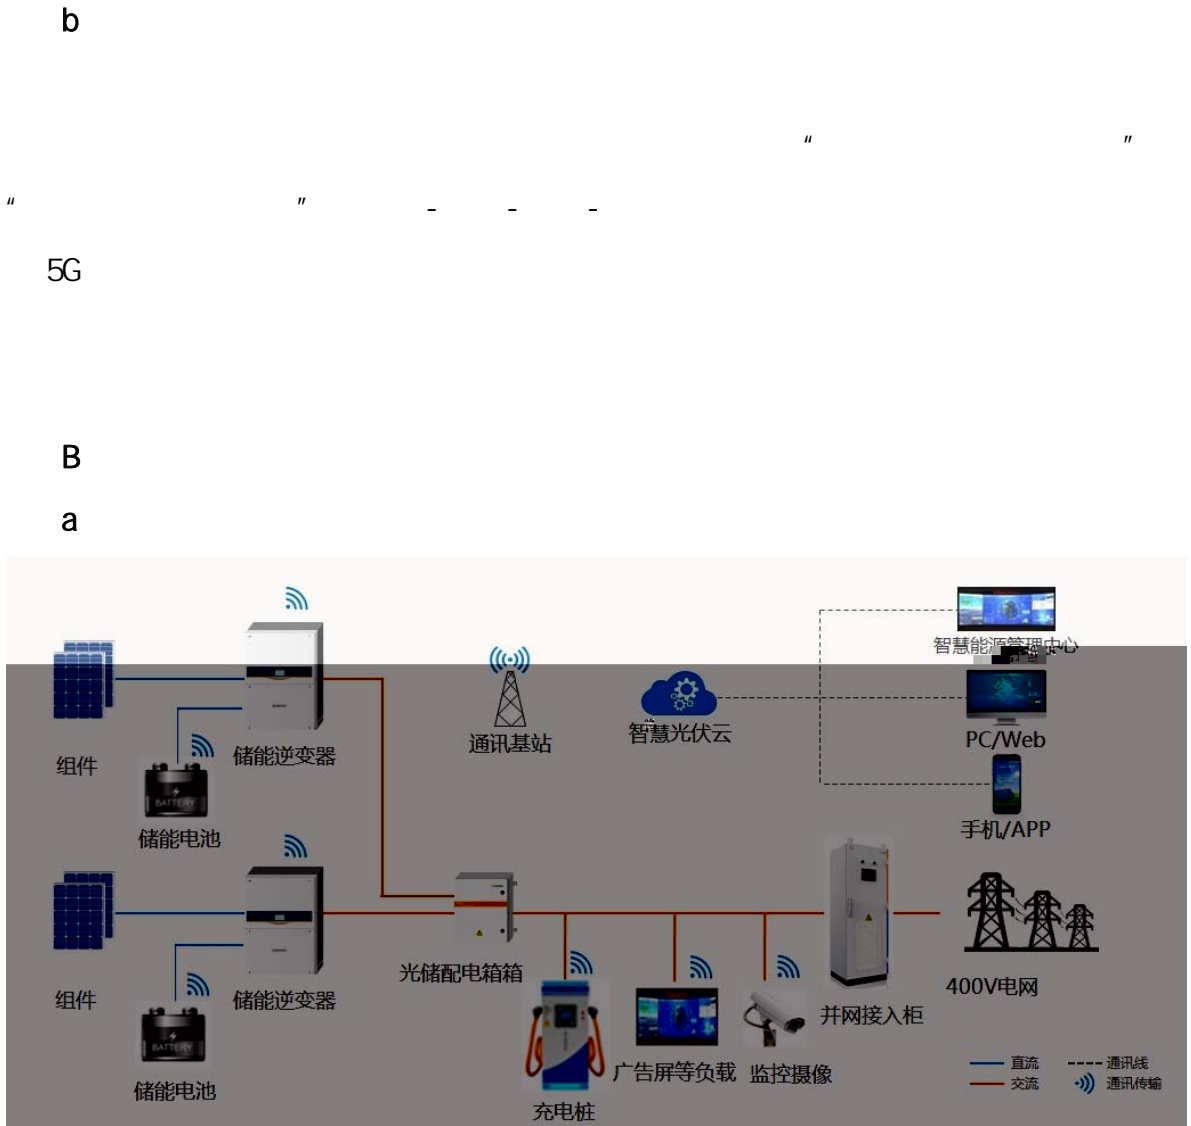 b
“ ”
“ ” - - -
5G
B
a
智慧能源管理中心
智慧光伏云
通讯基站
PC/Web
组件
储能逆变器
BATTERY
储能电池
手机/APP
光储配电箱箱
400V电网
组件
储能逆变器
并网接入柜
BATTERY
储能电池
广告屏等负载
监控摄像
充电桩
直流
通讯线
交流
通讯传输